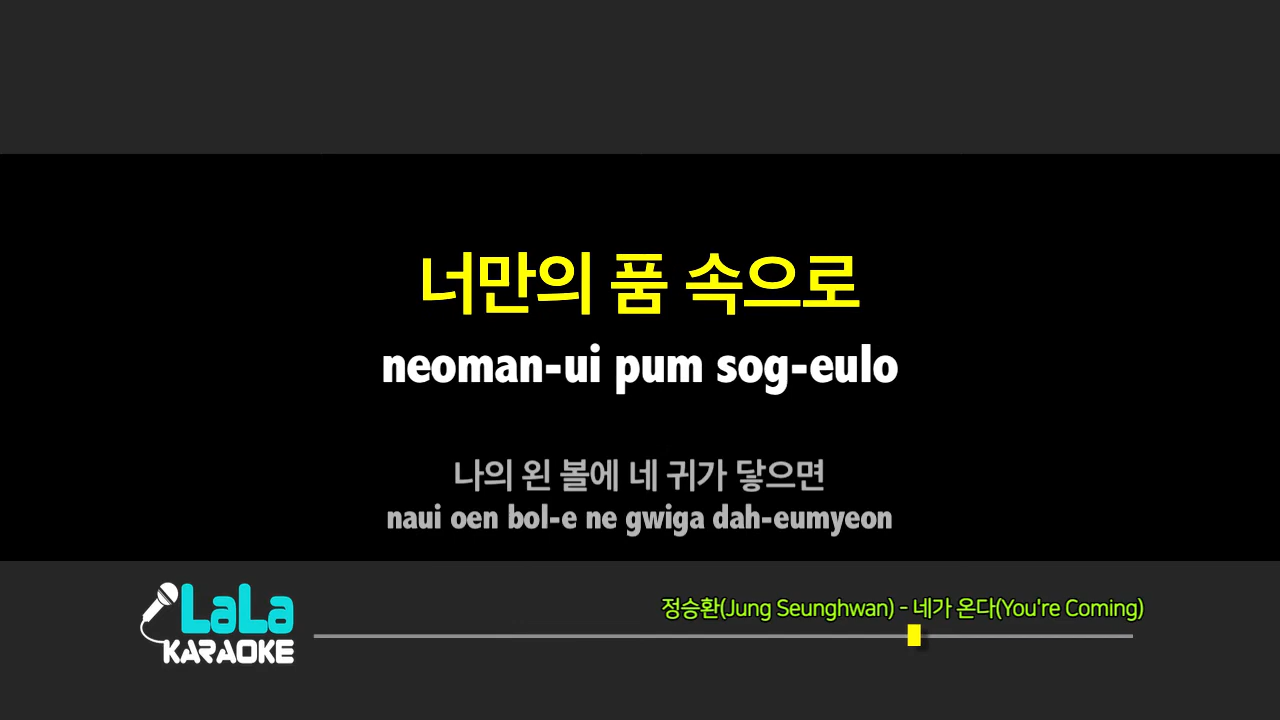 너만의 품 속으로
neoman-ui pum sog-eulo
나의 왼 볼에 네 귀가 닿으면
naui oen bol-e ne gwiga dah-eumyeon
정승환(Jung Seunghwan) - 네가 온다(You're Coming)
LaLa
KARAOKE